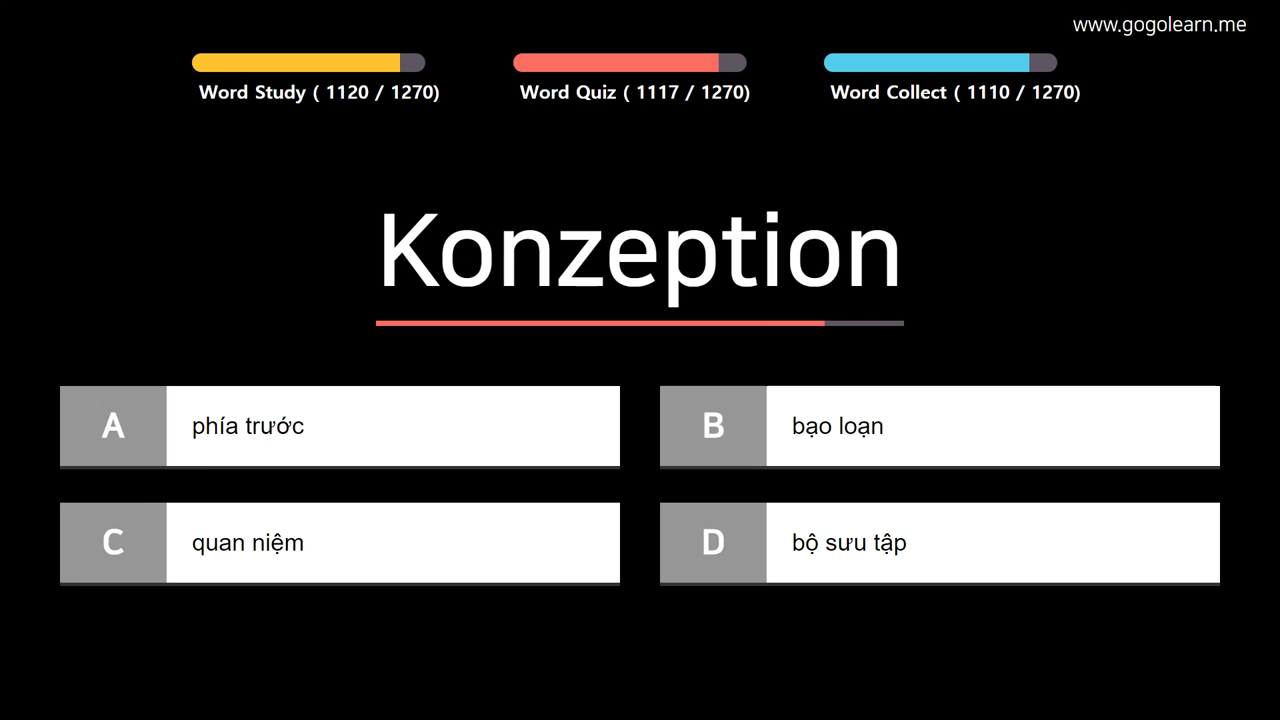 www.gogolearn.me
Word Study ( 1120 / 1270)
Word Quiz ( 1117 / 1270)
Word Collect ( 1110 / 1270)
Konzeption
A
phía trước
B
bạo loạn
C
quan niệm
D
bộ sưu tập